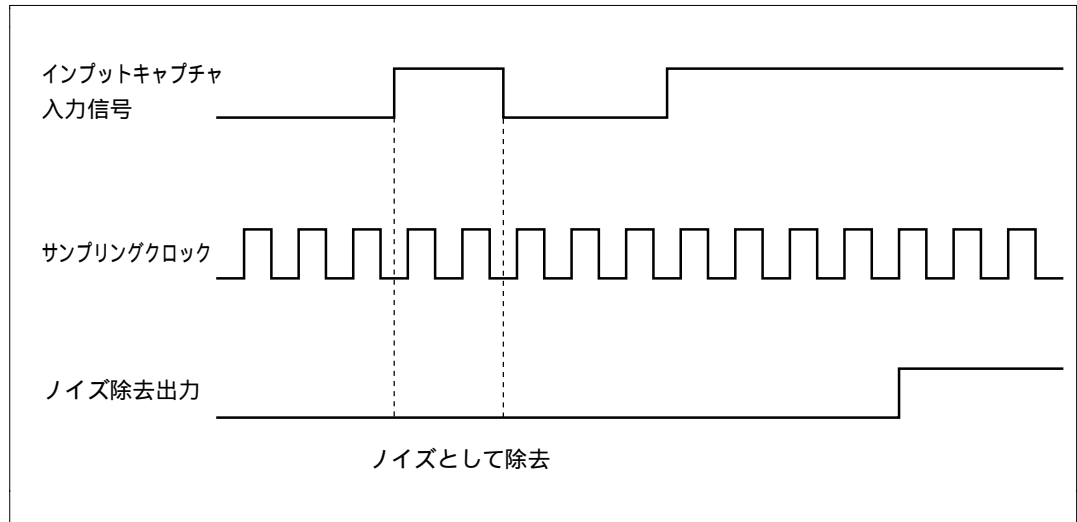 インプットキャプチャ
入力信号
サンプリングクロック
ノイズ除去出力
ノイズとして除去